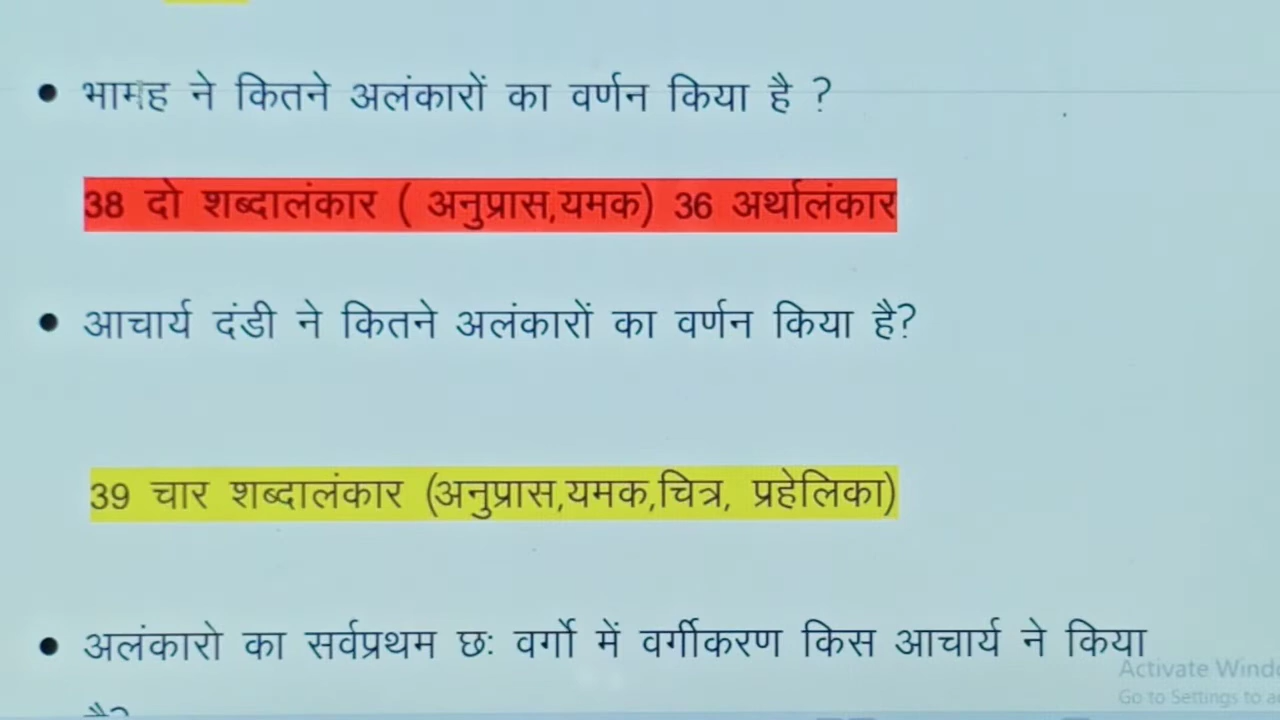 भामह ने कितने अलंकारों का वर्णन किया है ?
38 दो शब्दालंकार ( अनुप्रास,यमक) 36 अर्थालंकार
आचार्य दंडी ने कितने अलंकारों का वर्णन किया है?
39 चार शब्दालंकार (अनुप्रास,यमक,चित्र, प्रहेलिका)
अलंकारो का सर्वप्रथम छः वर्गो में वर्गीकरण किस आचार्य ने किया
Activate Wind
Go to Settings to a